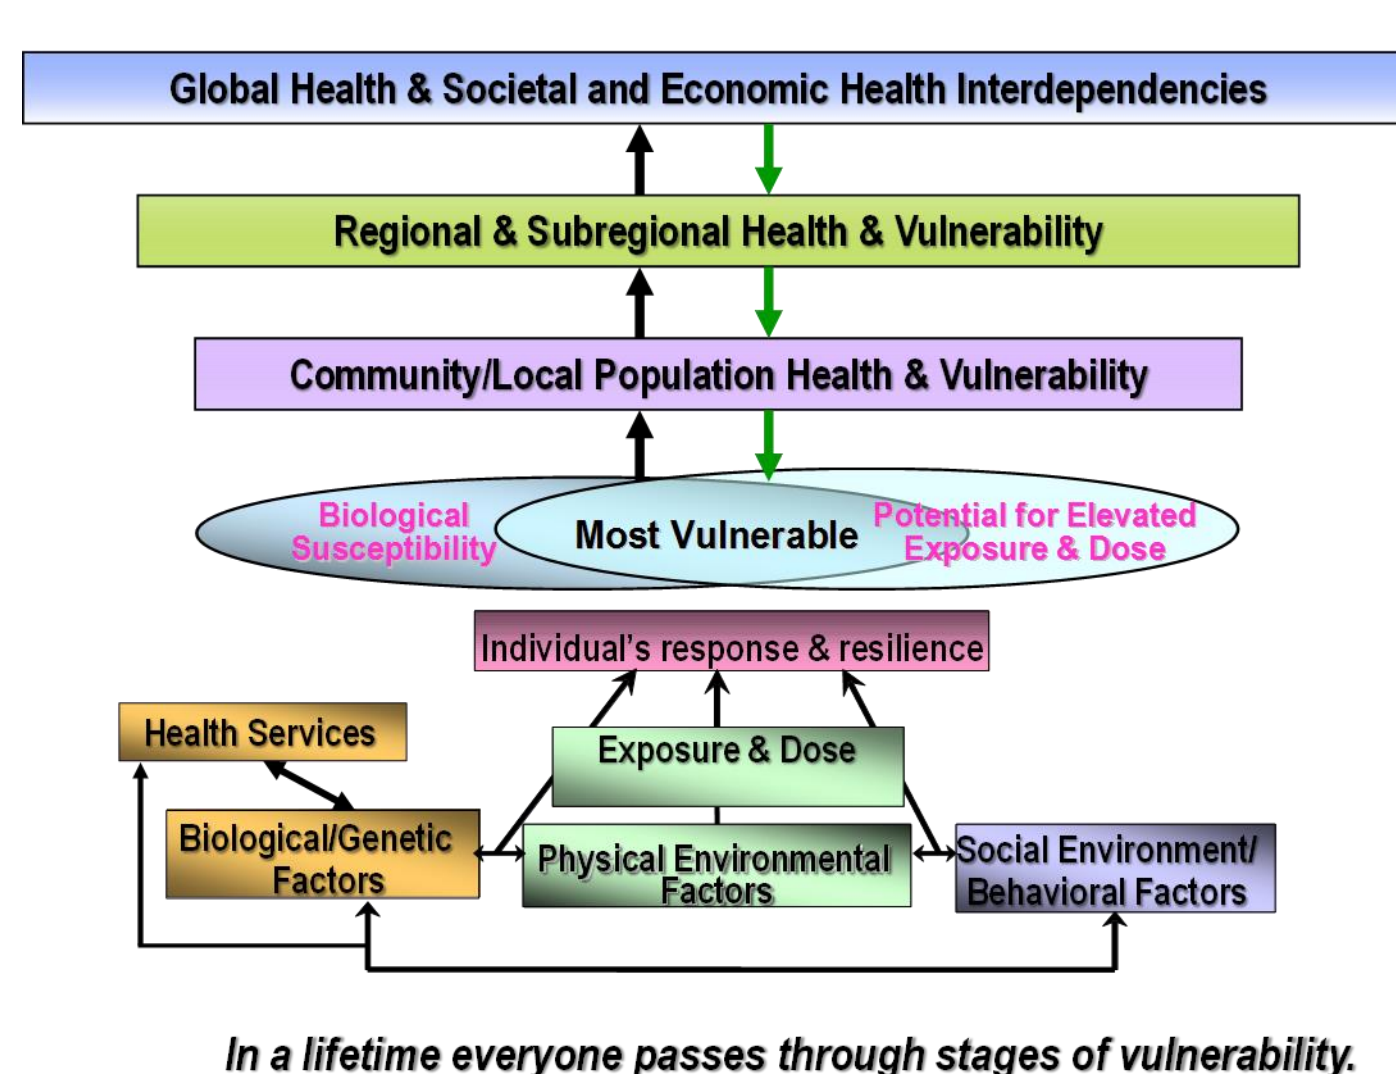 Global Health & Societal and Economic Health Interdependencies
Regional & Subregional Health & Vulnerability
Community/Local Population Health & Vulnerability
Biological
Susceptibility
Most Vulnerable
Potential for Elevated
Exposure & Dose
Individual’s response & resilience
Health Services
Exposure & Dose
Biological/Genetic
Factors
Physical Environmental
Factors
Social Environment/
Behavioral Factors
In a lifetime everyone passes through stages of vulnerability.